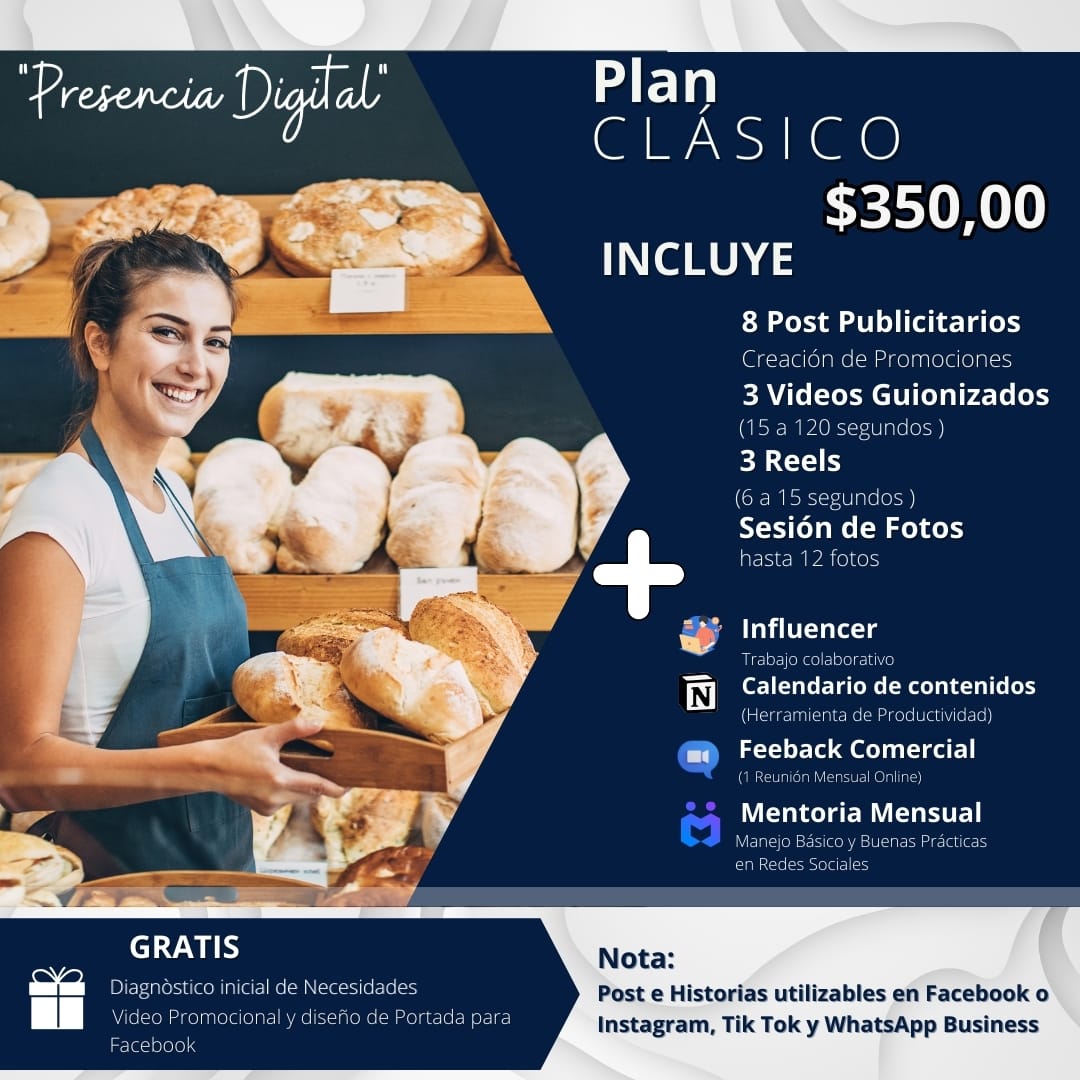 "Presencia Digital"
Plan
CLÁSICO
$350,00
INCLUYE
8 Post Publicitarios
Creación de Promociones
3 Videos Guionizados
(15 a 120 segundos )
3 Reels
(6 a 15 segundos )
Sesión de Fotos
hasta 12 fotos
Influencer
Trabajo colaborativo
N
Calendario de contenidos
(Herramienta de Productividad)
Feeback Comercial
(1 Reunión Mensual Online)
Mentoria Mensual
Manejo Básico y Buenas Prácticas
en Redes Sociales
GRATIS
Diagnòstico inicial de Necesidades
Video Promocional y diseño de Portada para
Facebook
Nota:
Post e Historias utilizables en Facebook o
Instagram, Tik Tok y WhatsApp Business